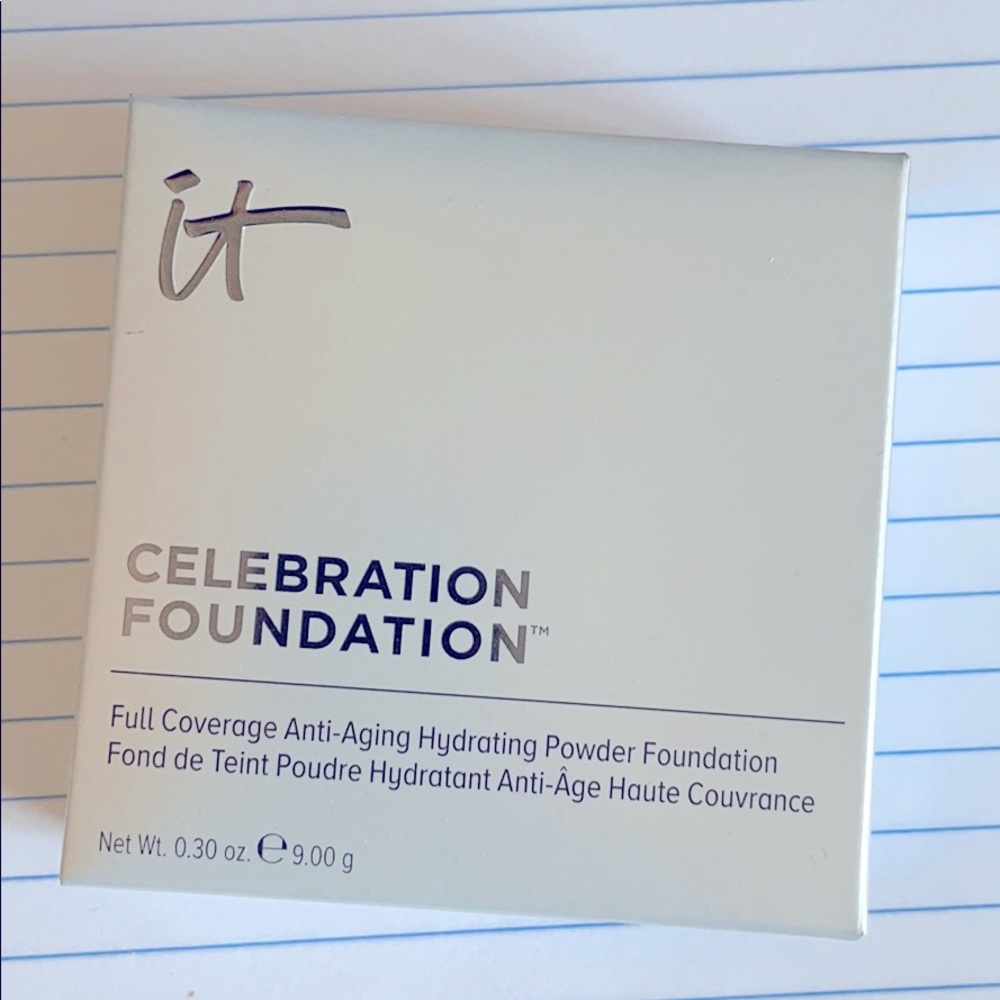 it
CELEBRATION
FOUNDATION™
Full Coverage Anti-Aging Hydrating Powder Foundation
Fond de Teint Poudre Hydratant Anti-Âge Haute Couvrance
Net Wt. 0.30 oz. ℮ 9.00 g